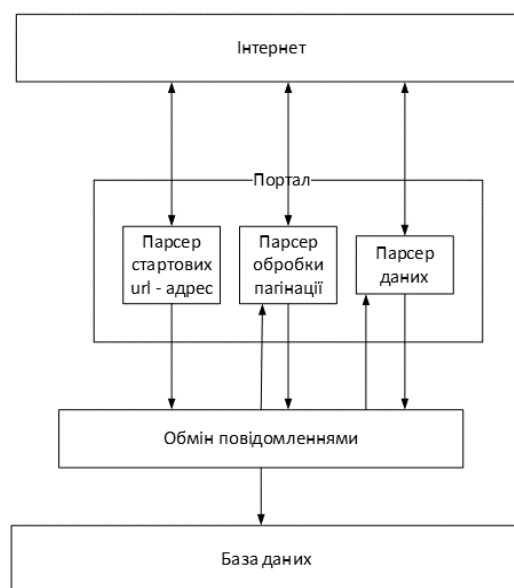 Інтернет
Портал
Парсер
стартових
url - адрес
Парсер
обробки
пагінації
Парсер
даних
Обмін повідомленнями
База даних